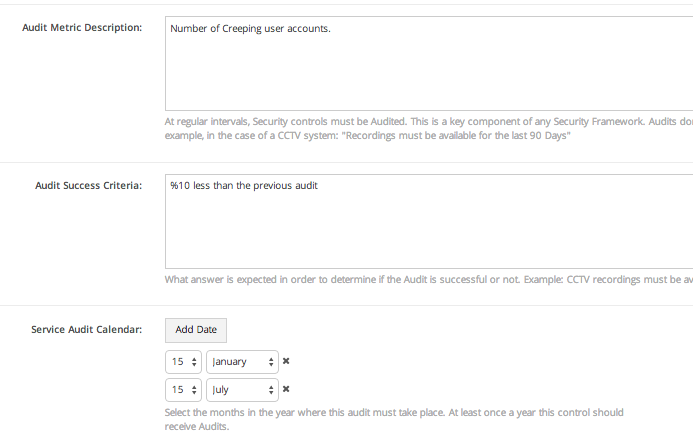 Audit Metric Description:
Number of Creeping user accounts.
At regular intervals, Security controls must be Audited. This is a key component of any Security Framework. Audits
example, in the case of a CCTV system: "Recordings must be available for the last 90 Days"
Audit Success Criteria:
%10 less than the previous audit
What answer is expected in order to determine if the Audit is successful or not. Example: CCTV recordings must be
Service Audit Calendar:
Add Date
15 January ✖
15 July ✖
Select the months in the year where this audit must take place. At least once a year this control should
receive Audits.